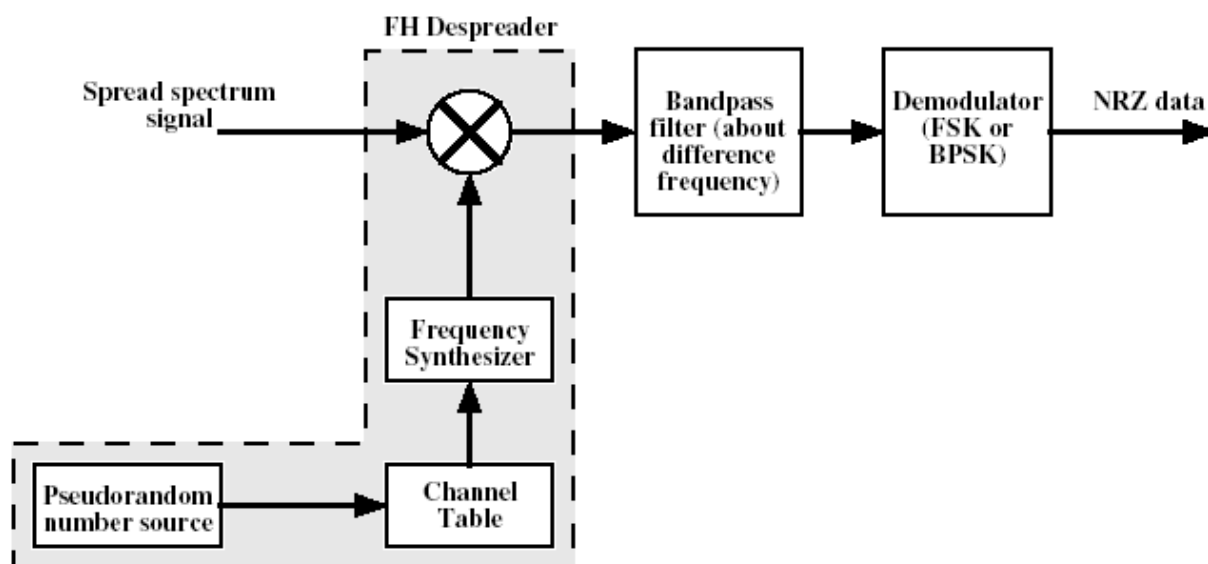 FH Despreader
Spread spectrum
signal
Bandpass
filter (about
difference
frequency)
Demodulator
(FSK or
BPSK)
NRZ data
Frequency
Synthesizer
Pseudorandom
number source
Channel
Table